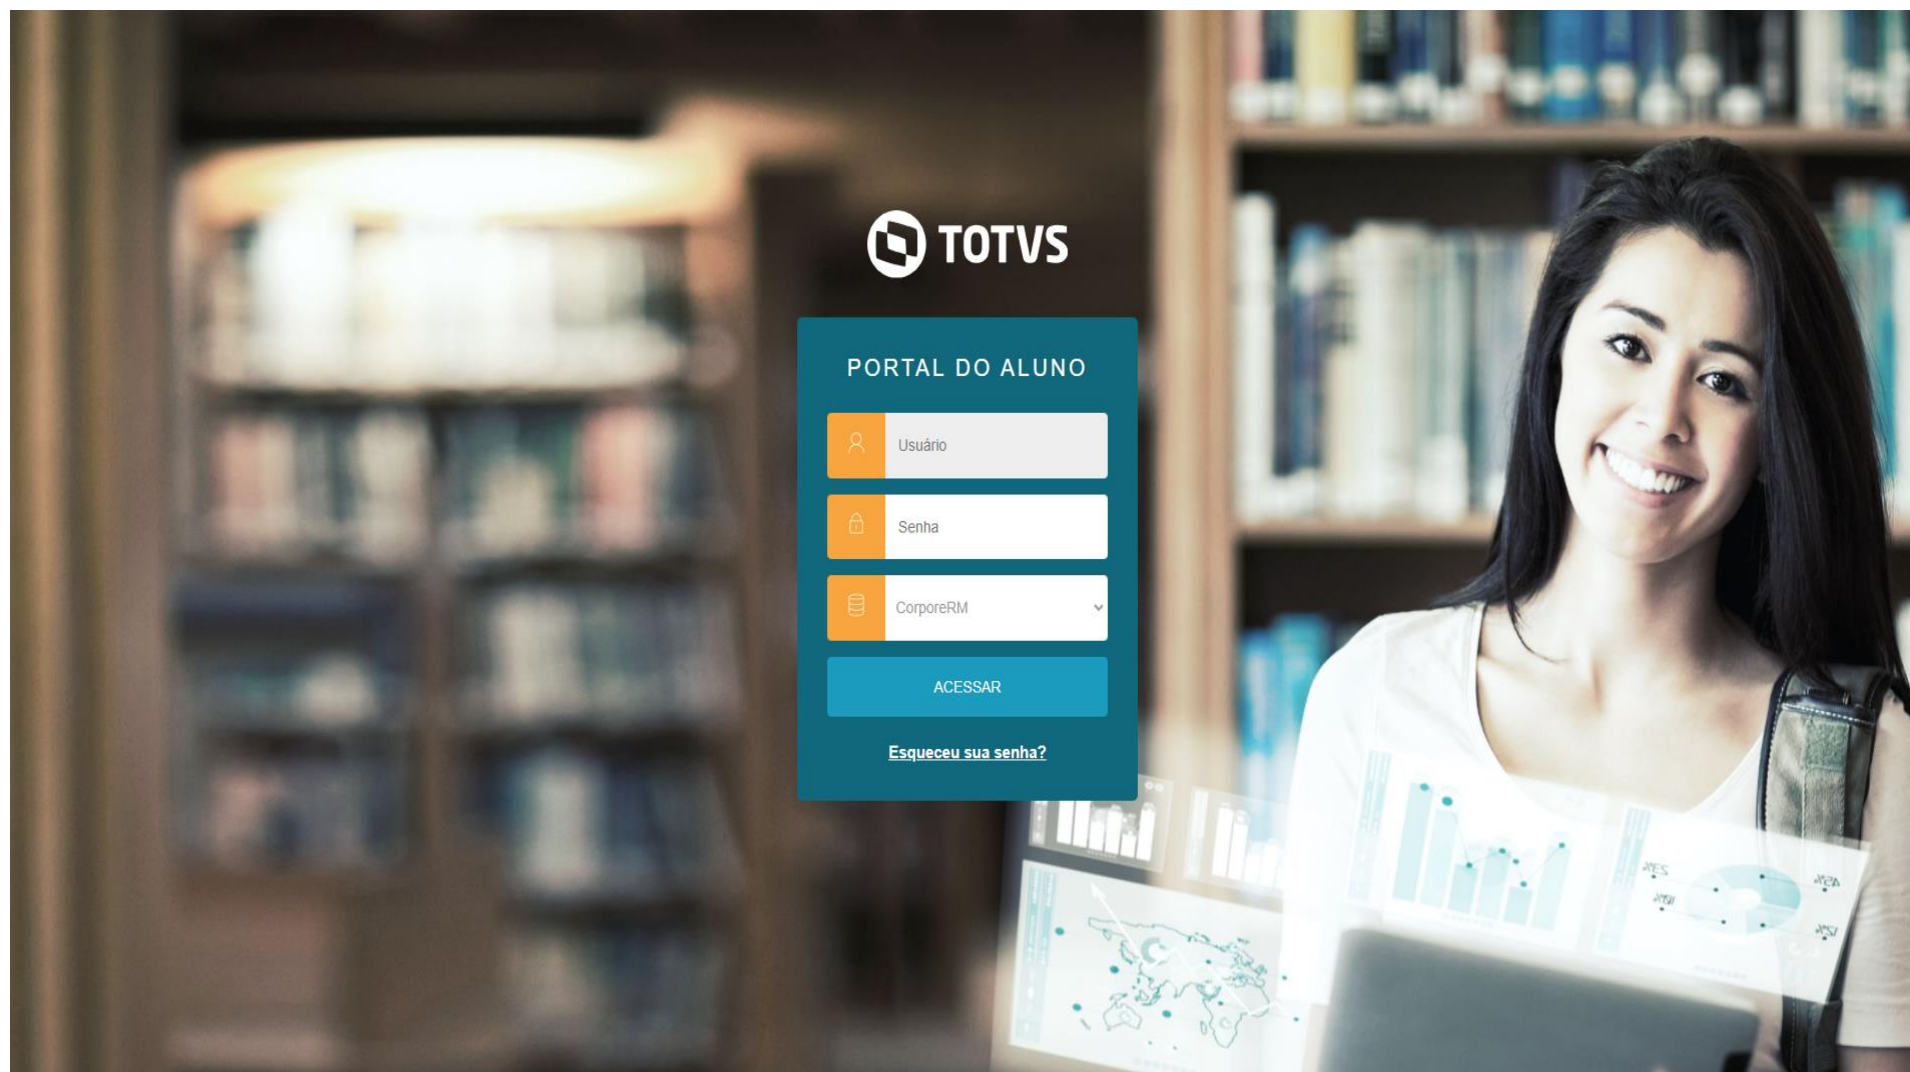 TOTVS
PORTAL DO ALUNO
Usuário
Senha
CorporeRM
ACESSAR
Esqueceu sua senha?